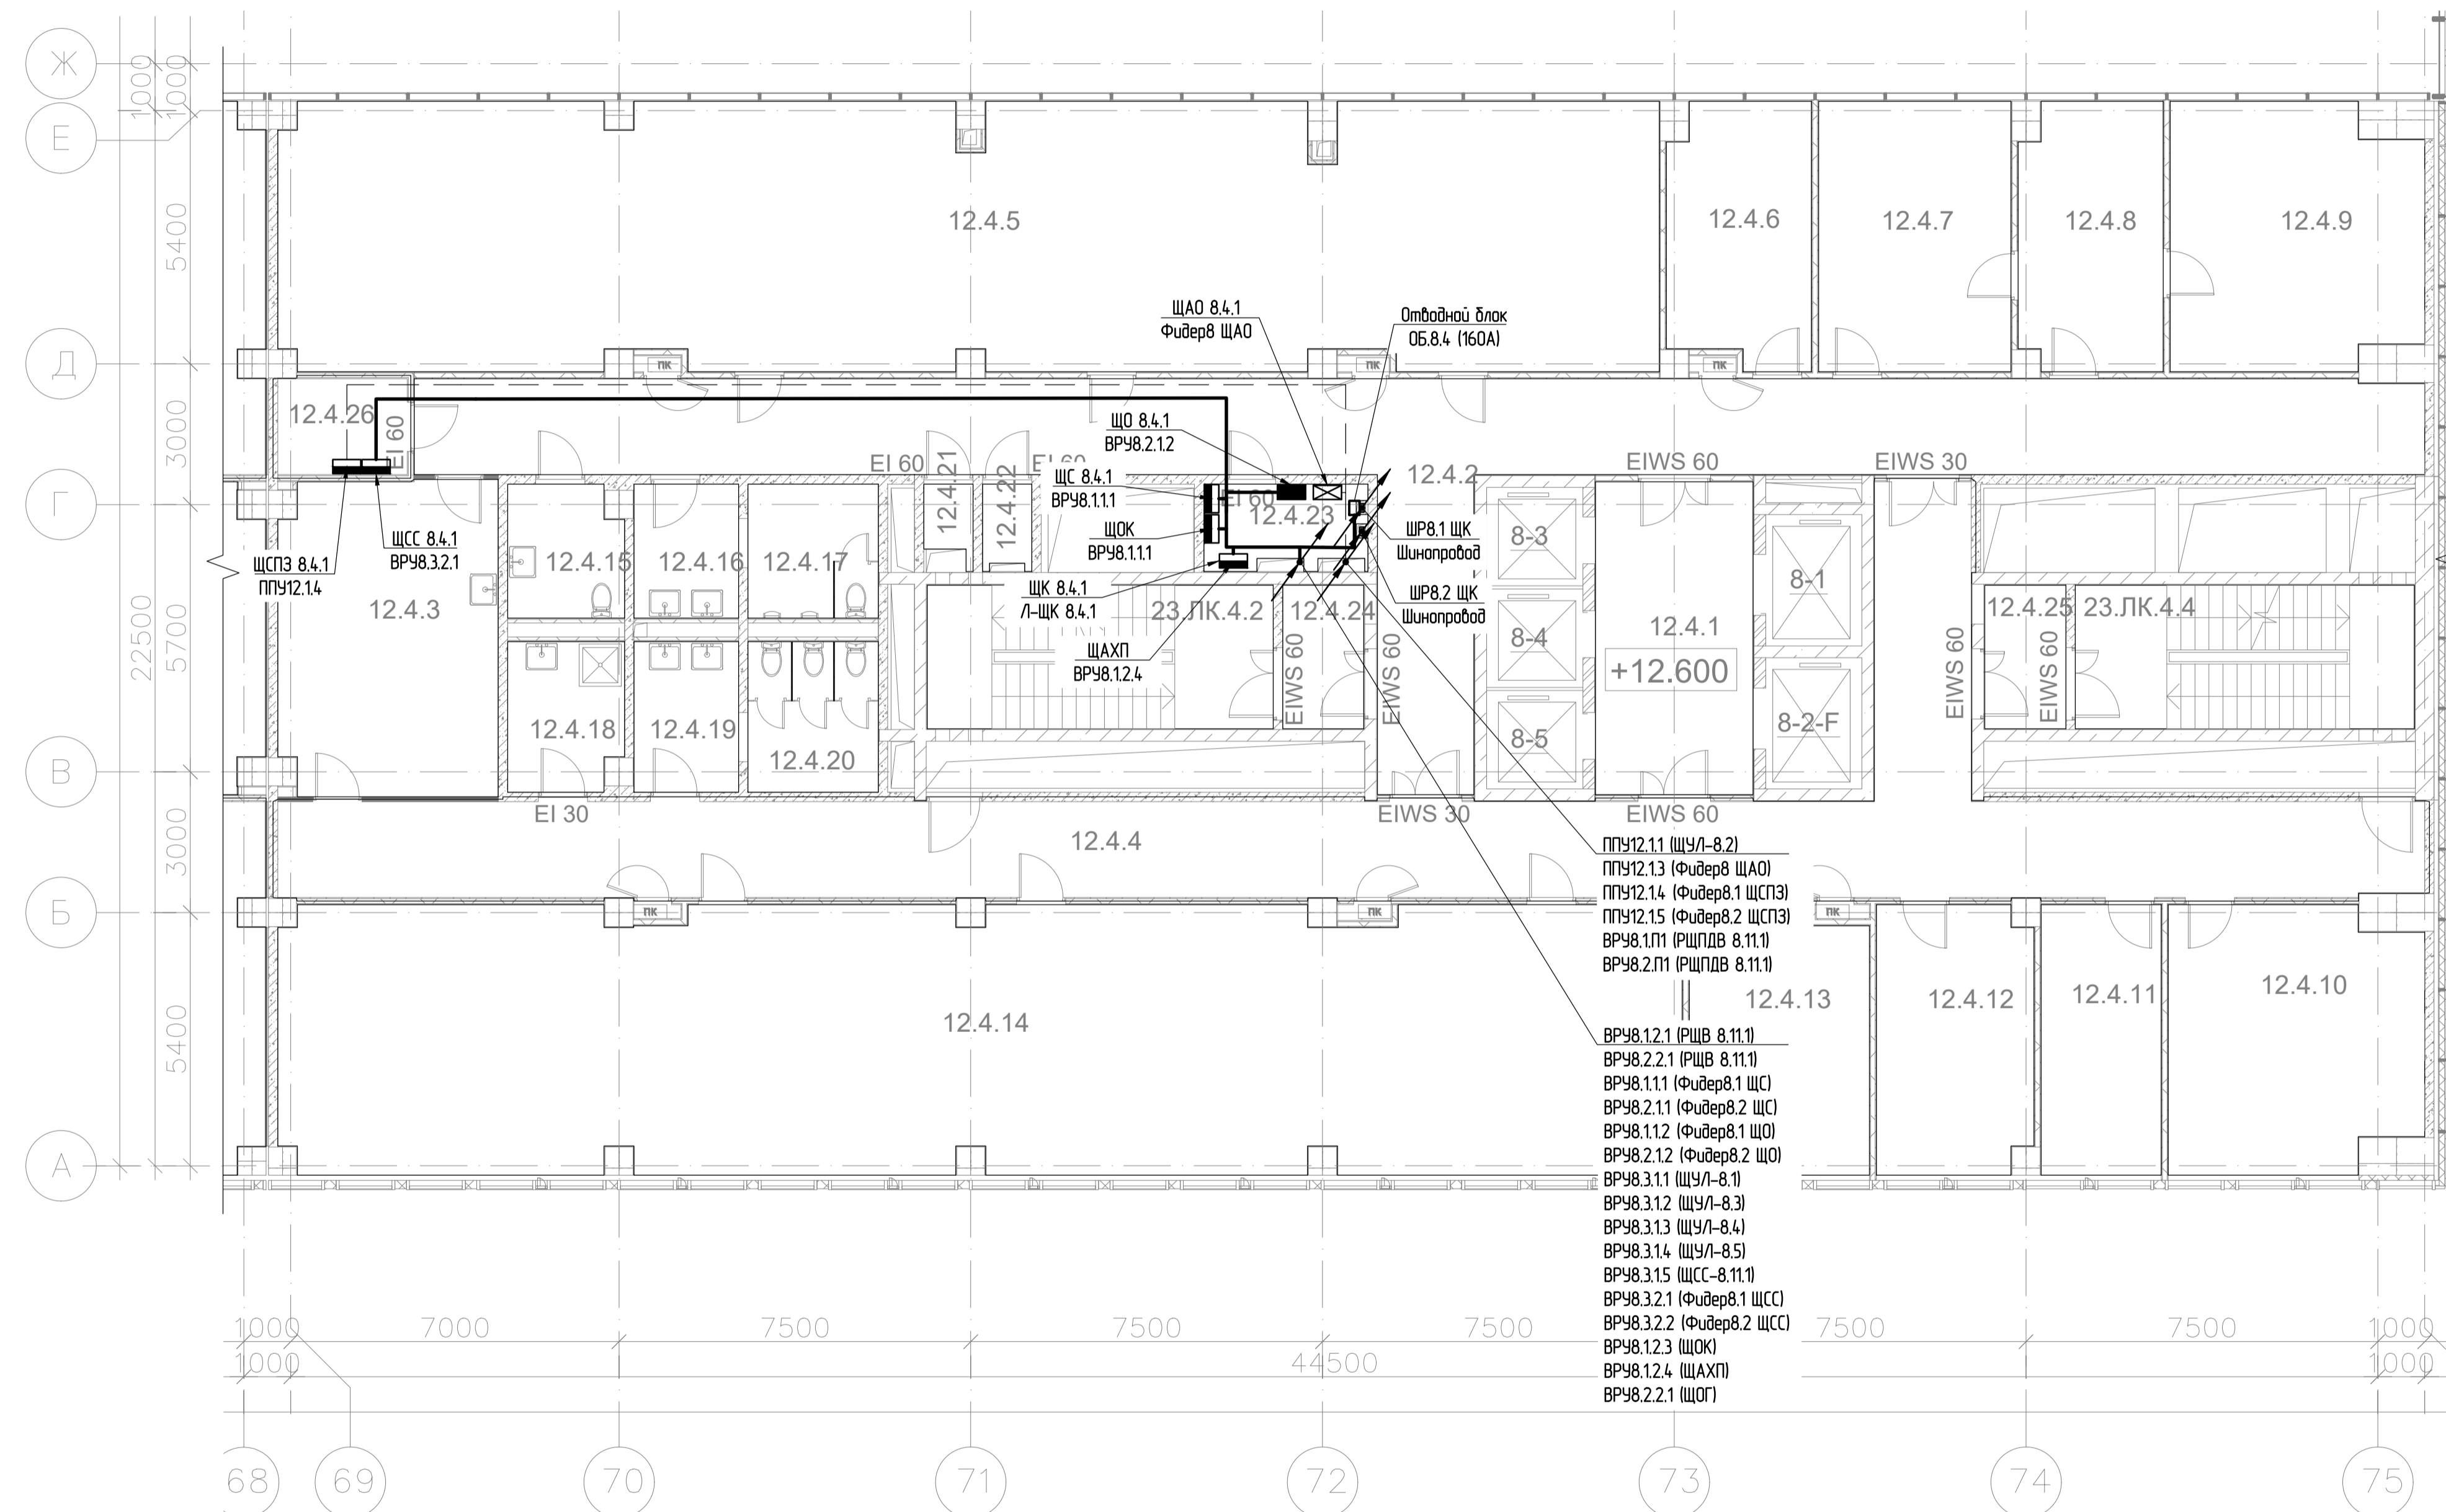 Ж
1000
1000
Е
5400
12.4.5
12.4.6
12.4.7
12.4.8
12.4.9
ЩАО 8.4.1
Фидер8 ЩАО
Отводной блок
ОБ.8.4 (160А)
Д
ПК
ПК
ПК
3000
12.4.26
EI 60
ЩО 8.4.1
ВРУ8.2.1.2
EI 60
12.4.21
12.4.22
EI 60
ЩС 8.4.1
ВРУ8.1.1.1
EI 60
12.4.23
12.4.2
EIWS 60
EIWS 30
Г
ЩОК
ВРУ8.1.1.1
ШР8.1 ЩК
Шинопровод
8-3
ЩСС 8.4.1
ВРУ8.3.2.1
ЩСПЗ 8.4.1
ППУ12.1.4
12.4.15
12.4.16
12.4.17
8-1
12.4.3
ЩК 8.4.1
Л-ЩК 8.4.1
23.ЛК.4.2
12.4.24
ШР8.2 ЩК
Шинопровод
12.4.25
23.ЛК.4.4
22500
5700
8-4
12.4.1
+12.600
ЩАХП
ВРУ8.1.2.4
EIWS 60
EIWS 60
EIWS 60
EIWS 60
12.4.18
12.4.19
12.4.20
8-5
8-2-F
В
EI 30
EIWS 30
EIWS 60
3000
12.4.4
ППУ12.1.1 (ЩУЛ-8.2)
ППУ12.1.3 (Фидер8 ЩАО)
ППУ12.1.4 (Фидер8.1 ЩСПЗ)
ППУ12.1.5 (Фидер8.2 ЩСПЗ)
ВРУ8.1.П1 (РЩПДВ 8.11.1)
ВРУ8.2.П1 (РЩПДВ 8.11.1)
Б
ПК
ПК
ПК
12.4.14
12.4.13
12.4.12
12.4.11
12.4.10
5400
ВРУ8.1.2.1 (РЩВ 8.11.1)
ВРУ8.2.2.1 (РЩВ 8.11.1)
ВРУ8.1.1.1 (Фидер8.1 ЩС)
ВРУ8.2.1.1 (Фидер8.2 ЩС)
ВРУ8.1.1.2 (Фидер8.1 ЩО)
ВРУ8.2.1.2 (Фидер8.2 ЩО)
ВРУ8.3.1.1 (ЩУЛ-8.1)
ВРУ8.3.1.2 (ЩУЛ-8.3)
ВРУ8.3.1.3 (ЩУЛ-8.4)
ВРУ8.3.1.4 (ЩУЛ-8.5)
ВРУ8.3.1.5 (ЩСС-8.11.1)
ВРУ8.3.2.1 (Фидер8.1 ЩСС)
ВРУ8.3.2.2 (Фидер8.2 ЩСС)
ВРУ8.1.2.3 (ЩОК)
ВРУ8.1.2.4 (ЩАХП)
ВРУ8.2.2.1 (ЩОГ)
А
1000
7000
7500
7500
7500
7500
7500
1000
1000
44500
1000
68
69
70
71
72
73
74
75